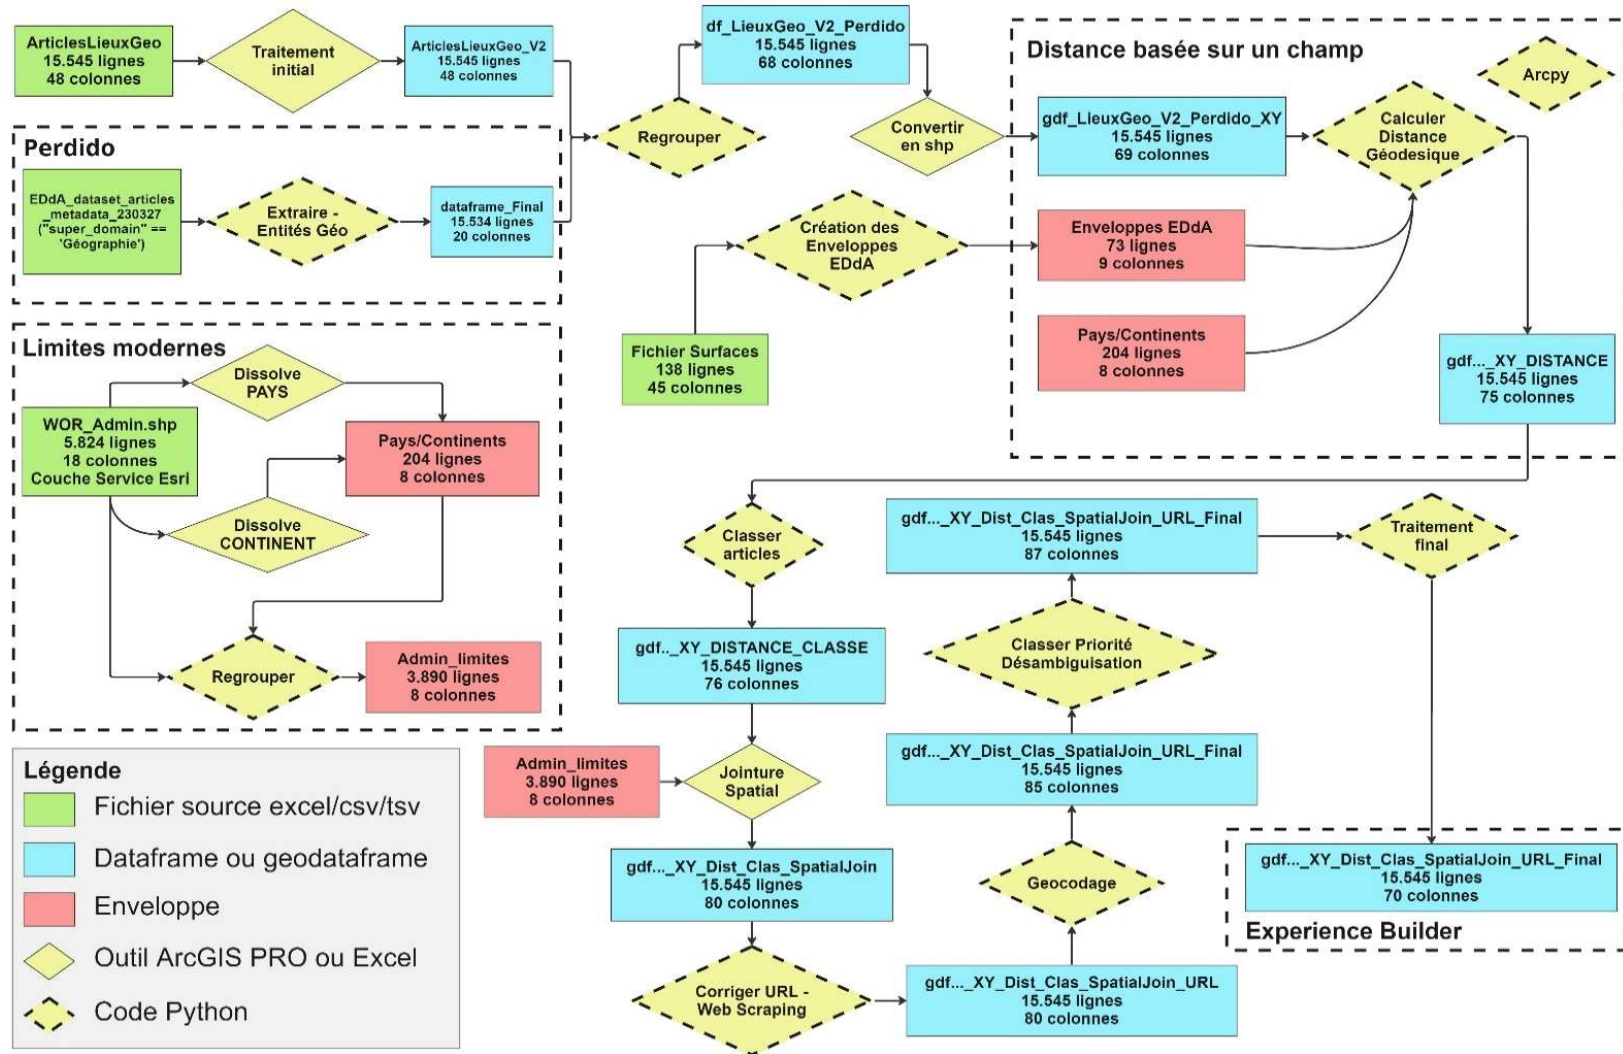 ArticlesLieuxGeo
15.545 lignes
48 colonnes
Traitement
initial
ArticlesLieuxGeo_V2
15.545 lignes
48 colonnes
Regrouper
df_LieuxGeo_V2_Perdido
15.545 lignes
68 colonnes
Convertir
en shp
Perdido
EDdA_dataset_articles
_metadata_230327
("super_domain" ==
'Géographie')
Extraire -
Entités Géo
dataframe_Final
15.534 lignes
20 colonnes
Distance basée sur un champ
Arcpy
gdf_LieuxGeo_V2_Perdido_XY
15.545 lignes
69 colonnes
Calculer
Distance
Géodesique
Création des
Enveloppes
EDdA
Enveloppes EDdA
73 lignes
9 colonnes
Fichier Surfaces
138 lignes
45 colonnes
Pays/Continents
204 lignes
8 colonnes
gdf..._XY_DISTANCE
15.545 lignes
75 colonnes
Limites modernes
Dissolve
PAYS
WOR_Admin.shp
5.824 lignes
18 colonnes
Couche Service Esri
Pays/Continents
204 lignes
8 colonnes
Dissolve
CONTINENT
Regrouper
Admin_limites
3.890 lignes
8 colonnes
Classer
articles
gdf.._XY_DISTANCE_CLASSE
15.545 lignes
76 colonnes
Admin_limites
3.890 lignes
8 colonnes
Jointure
Spatial
gdf..._XY_Dist_Clas_SpatialJoin
15.545 lignes
80 colonnes
Corriger URL -
Web Scraping
gdf..._XY_Dist_Clas_SpatialJoin_URL
15.545 lignes
80 colonnes
Geocodage
gdf..._XY_Dist_Clas_SpatialJoin_URL_Final
15.545 lignes
85 colonnes
Classer Priorité
Désambiguisation
gdf..._XY_Dist_Clas_SpatialJoin_URL_Final
15.545 lignes
87 colonnes
Traitement
final
gdf..._XY_Dist_Clas_SpatialJoin_URL_Final
15.545 lignes
70 colonnes
Experience Builder
Légende
Fichier source excel/csv/tsv
Dataframe ou geodataframe
Enveloppe
Outil ArcGIS PRO ou Excel
Code Python